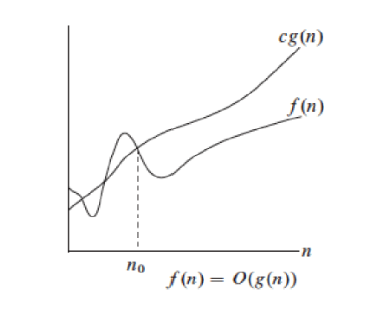 cg(n)
f(n)
n
n₀
f(n) = O(g(n))